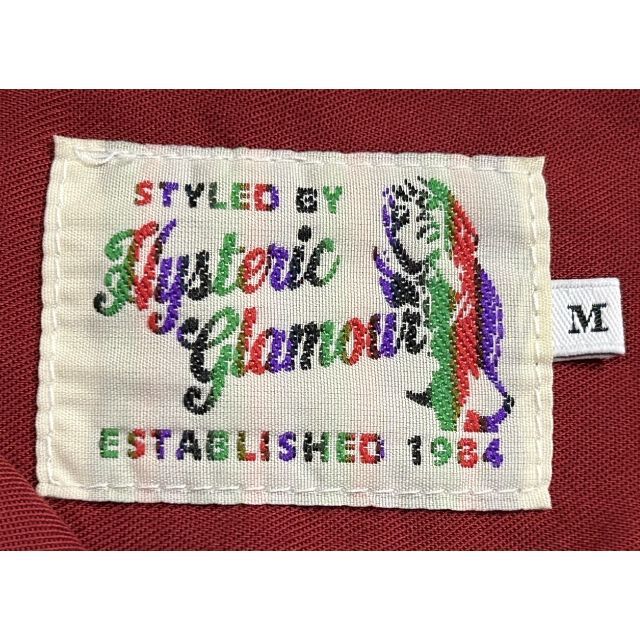 STYLED BY
Hysteric
Glamour
M
ESTABLISHED 1984